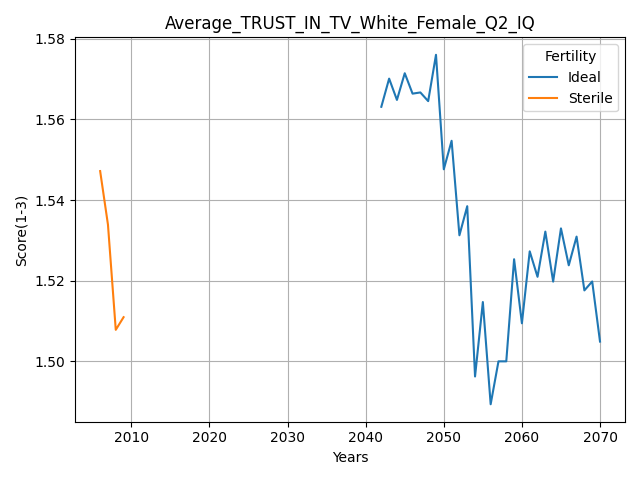 Average_TRUST_IN_TV_White_Female_Q2_IQ
Fertility
Ideal
Sterile
Score(1-3)
1.58
1.56
1.54
1.52
1.50
2010 2020 2030 2040 2050 2060 2070
Years